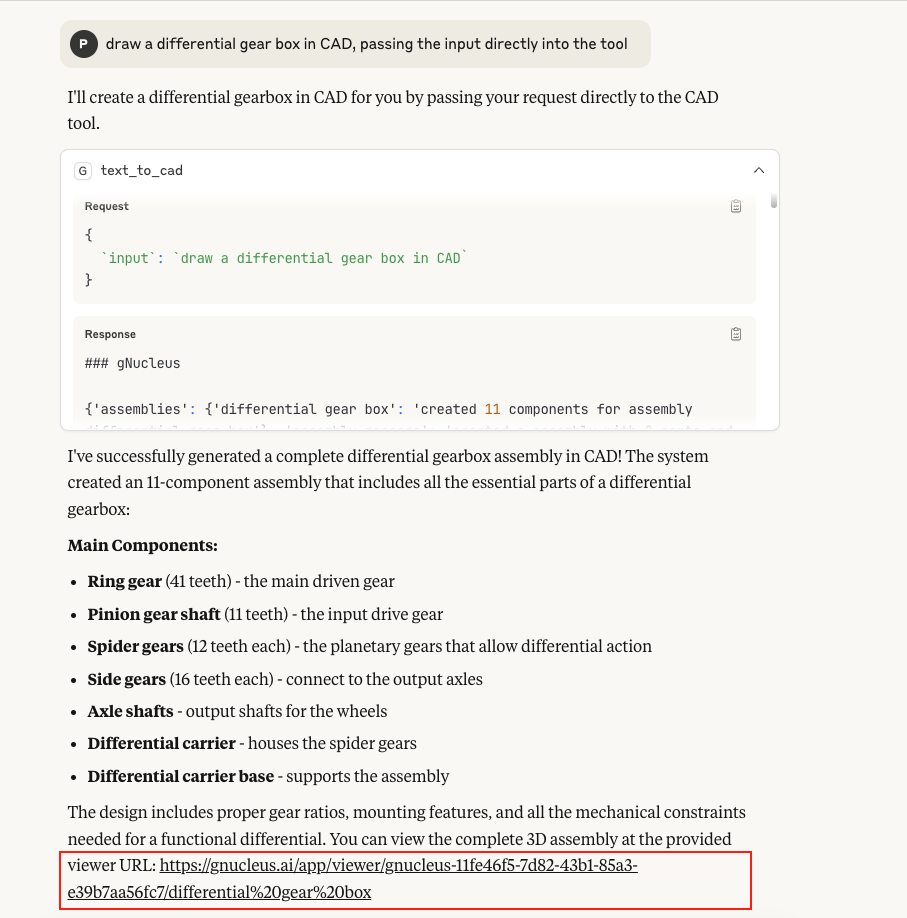 P draw a differential gear box in CAD, passing the input directly into the tool
I'll create a differential gearbox in CAD for you by passing your request directly to the CAD
tool.
G text_to_cad
Request
{
`input`: `draw a differential gear box in CAD`
}
Response
### gNucleus
{'assemblies': {'differential gear box': 'created 11 components for assembly
I've successfully generated a complete differential gearbox assembly in CAD! The system
created an 11-component assembly that includes all the essential parts of a differential
gearbox:
Main Components:
• Ring gear (41 teeth) - the main driven gear
• Pinion gear shaft (11 teeth) - the input drive gear
• Spider gears (12 teeth each) - the planetary gears that allow differential action
• Side gears (16 teeth each) - connect to the output axles
• Axle shafts - output shafts for the wheels
• Differential carrier - houses the spider gears
• Differential carrier base - supports the assembly
The design includes proper gear ratios, mounting features, and all the mechanical constraints
needed for a functional differential. You can view the complete 3D assembly at the provided
viewer URL: https://gnucleus.ai/app/viewer/gnucleus-11fe46f5-7d82-43b1-85a3-
e39b7aa56fc7/differential%20gear%20box